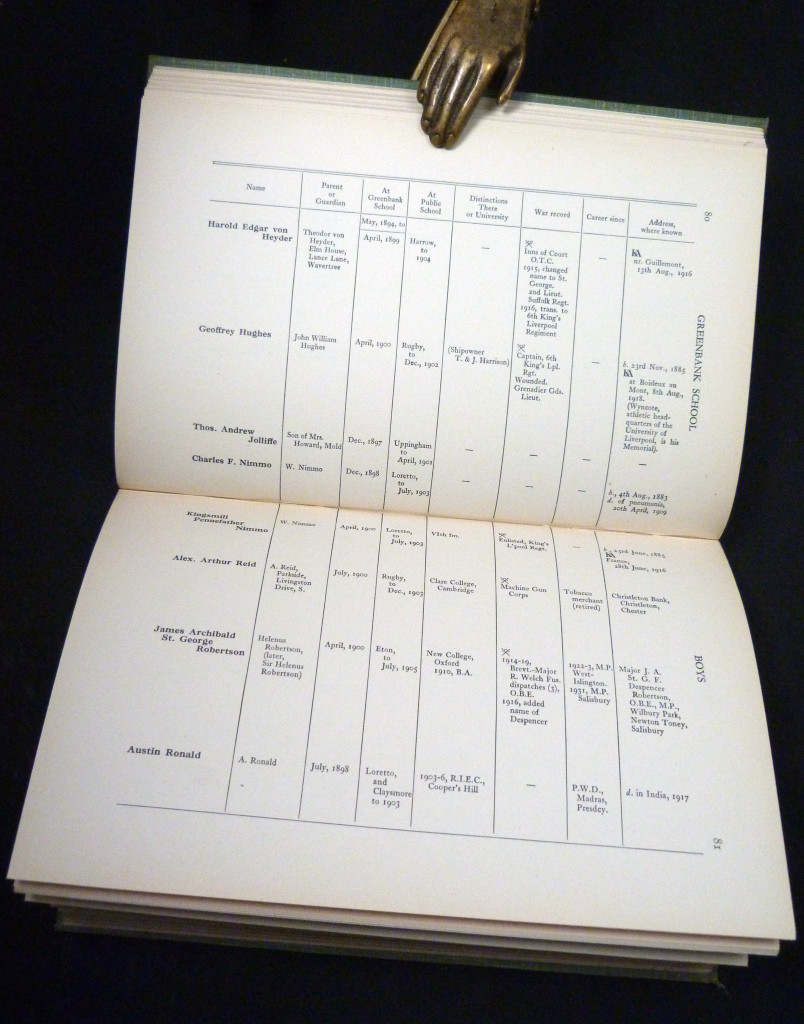 80
GREENBANK SCHOOL
Name
Parent
or
Guardian
At
Greenbank
School
At
Public
School
Distinctions
There
or University
War record
Career since
Address,
where known
Harold Edgar von
Heyder
Theodor von
Heyder,
Elm House,
Lance Lane,
Wavertree
May, 1894, to
April, 1899
Harrow,
to
1904
—
Inns of Court
O.T.C.
1915, changed
name to St.
George.
and Lieut.
Suffolk Regt.
1916, trans. to
6th King's
Liverpool
Regiment
—
nr. Guillemont,
13th Aug., 1916
Geoffrey Hughes
John William
Hughes
April, 1900
Rugby,
to
Dec., 1902
(Shipowner
T. & J. Harrison)
Captain, 6th
King's Lpl.
Rgt.
Wounded.
Grenadier Gds.
Lieut.
—
b. 23rd Nov., 1885
at Boisleux au
Mont, 8th Aug.,
1918.
(Wyncote,
athletic head-
quarters of the
University of
Liverpool, is his
Memorial).
Thos. Andrew
Jolliffe
Son of Mrs.
Howard, Mold
Dec., 1897
Uppingham
to
April, 1901
—
—
—
—
Charles F. Nimmo
W. Nimmo
Dec., 1898
Loretto,
to
July, 1903
—
—
—
b., 4th Aug., 1883
d. of pneumonia,
20th April, 1909
Kingsmill
Pennefather
Nimmo
W. Nimmo
April, 1900
Loretto,
to
July, 1903
VIth fm.
Enlisted, King's
L'pool Regt.
—
b., 23rd June, 1885
France,
28th June, 1916
Alex. Arthur Reid
A. Reid,
Parkside,
Livingston
Drive, S.
July, 1900
Rugby,
to
Dec., 1903
Clare College,
Cambridge
Machine Gun
Corps
Tobacco
merchant
(retired)
Christleton Bank,
Christleton,
Chester
James Archibald
St. George
Robertson
Helenus
Robertson,
(later,
Sir Helenus
Robertson)
April, 1900
Eton,
to
July, 1905
New College,
Oxford
1910, B.A.
1914-19,
Brevt.-Major
R. Welch Fus.
dispatches (3),
O.B.E.
1916, added
name of
Despencer
1922-3, M.P.
West-
Islington.
1931, M.P.
Salisbury
Major J. A.
St. G. F.
Despencer
Robertson,
O.B.E., M.P.,
Wilbury Park,
Newton Toney,
Salisbury
Austin Ronald
A. Ronald
July, 1898
Loretto,
and
Claysmore
to 1903
1903-6, R.I.E.C.,
Cooper's Hill
—
P.W.D.,
Madras,
Presdcy.
d. in India, 1917
BOYS
81